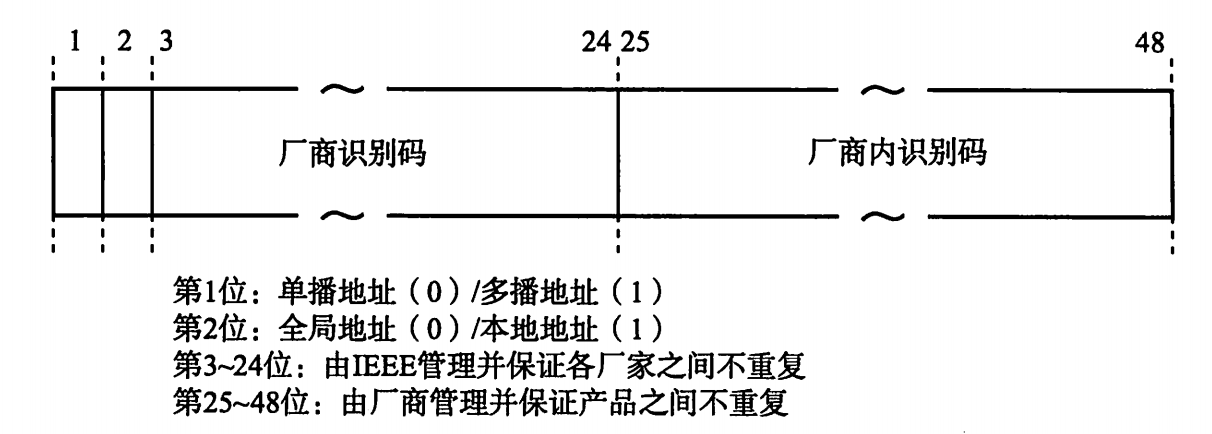 1 2 3 24 25 48
厂商识别码 厂商内识别码
第1位：单播地址（0）/多播地址（1）
第2位：全局地址（0）/本地地址（1）
第3~24位：由IEEE管理并保证各厂家之间不重复
第25~48位：由厂商管理并保证产品之间不重复